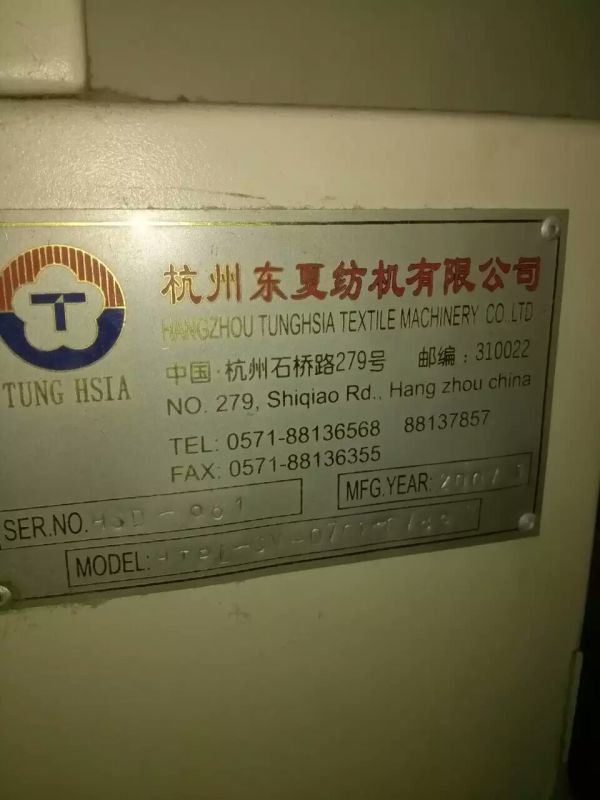 T
TUNG HSIA
杭州东夏纺机有限公司
HANGZHOU TUNGHSIA TEXTILE MACHINERY CO.LTD
中国·杭州石桥路279号 邮编:310022
NO. 279, Shiqiao Rd., Hang zhou china
TEL: 0571-88136568 88137857
FAX: 0571-88136355
SER.NO.
MFG.YEAR:
MODEL: